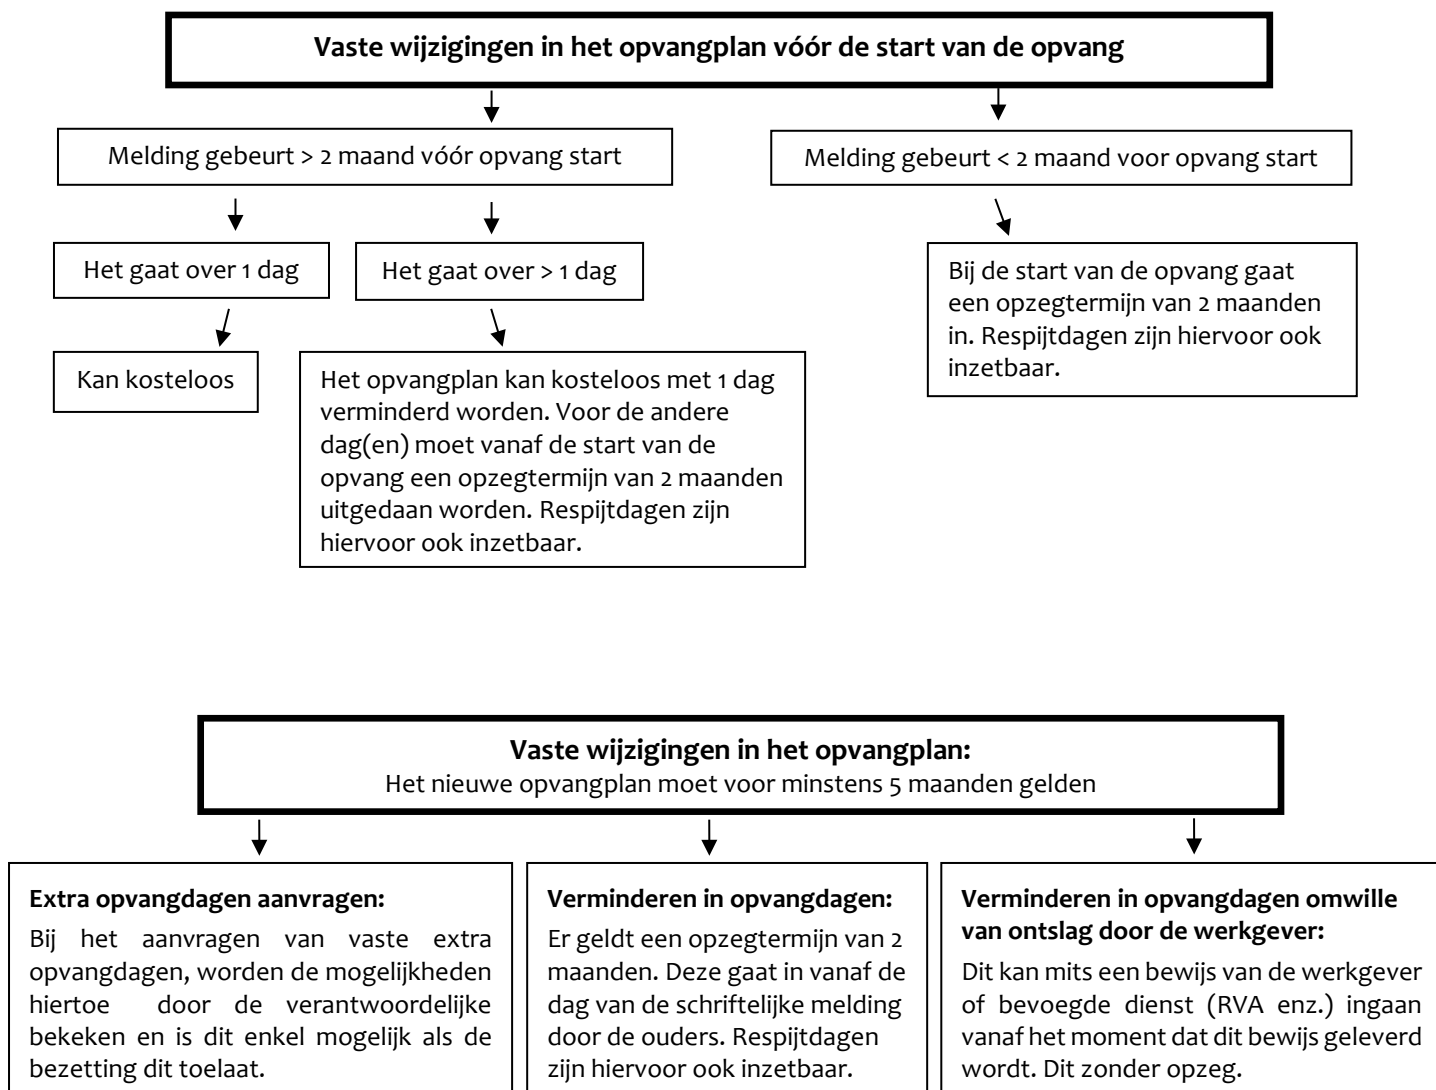 Vaste wijzigingen in het opvangplan vóór de start van de opvang
Melding gebeurt > 2 maand vóór opvang start
Melding gebeurt < 2 maand voor opvang start
Het gaat over 1 dag
Het gaat over > 1 dag
Bij de start van de opvang gaat
een opzegtermijn van 2 maanden
in. Respijtdagen zijn hiervoor ook
inzetbaar.
Kan kosteloos
Het opvangplan kan kosteloos met 1 dag
verminderd worden. Voor de andere
dag(en) moet vanaf de start van de
opvang een opzegtermijn van 2 maanden
uitgedaan worden. Respijtdagen zijn
hiervoor ook inzetbaar.
Vaste wijzigingen in het opvangplan:
Het nieuwe opvangplan moet voor minstens 5 maanden gelden
Extra opvangdagen aanvragen:
Bij het aanvragen van vaste extra
opvangdagen, worden de mogelijkheden
hiertoe door de verantwoordelijke
bekeken en is dit enkel mogelijk als de
bezetting dit toelaat.
Verminderen in opvangdagen:
Er geldt een opzegtermijn van 2
maanden. Deze gaat in vanaf de
dag van de schriftelijke melding
door de ouders. Respijtdagen
zijn hiervoor ook inzetbaar.
Verminderen in opvangdagen omwille
van ontslag door de werkgever:
Dit kan mits een bewijs van de werkgever
of bevoegde dienst (RVA enz.) ingaan
vanaf het moment dat dit bewijs geleverd
wordt. Dit zonder opzeg.